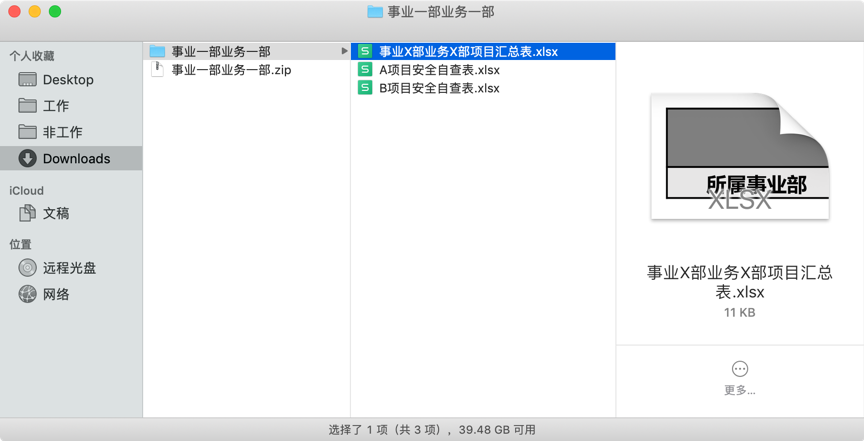 事业一部业务一部
个人收藏
Desktop
工作
非工作
Downloads
iCloud
文稿
位置
远程光盘
网络
事业一部业务一部
事业一部业务一部.zip
事业X部业务X部项目汇总表.xlsx
A项目安全自查表.xlsx
B项目安全自查表.xlsx
所属事业部
XLSX
事业X部业务X部项目汇总
表.xlsx
11 KB
更多...
选择了 1 项（共 3 项），39.48 GB 可用